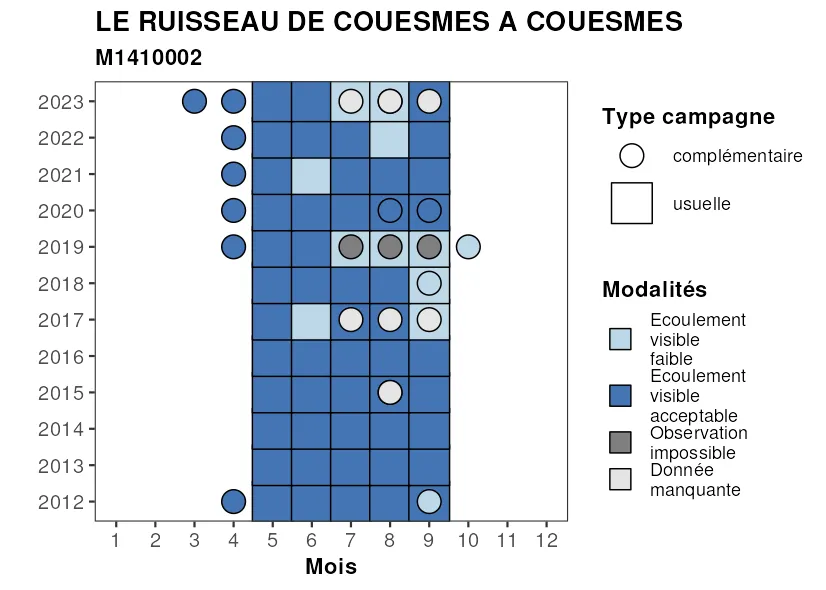 LE RUISSEAU DE COUESMES A COUESMES
M1410002
2023
2022
2021
2020
2019
2018
2017
2016
2015
2014
2013
2012
1 2 3 4 5 6 7 8 9 10 11 12
Mois
Type campagne
complémentaire
usuelle
Modalités
Ecoulement
visible
faible
Ecoulement
visible
acceptable
Observation
impossible
Donnée
manquante